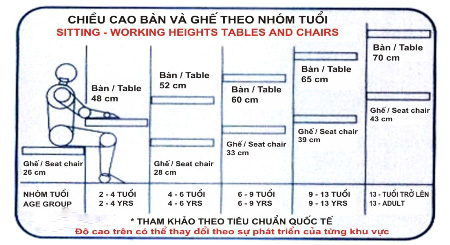 CHIỀU CAO BÀN VÀ GHẾ THEO NHÓM TUỔI
SITTING - WORKING HEIGHTS TABLES AND CHAIRS
Bàn / Table
48 cm
Bàn / Table
52 cm
Bàn / Table
60 cm
Bàn / Table
65 cm
Bàn / Table
70 cm
Ghế / Seat chair
26 cm
Ghế / Seat chair
28 cm
Ghế / Seat chair
33 cm
Ghế / Seat chair
39 cm
Ghế / Seat chair
43 cm
NHÓM TUỔI 2 - 4 TUỔI 4 - 6 TUỔI 6 - 9 TUỔI 9 - 13 TUỔI 13 - TUỔI TRỞ LÊN
AGE GROUP 2 - 4 YRS 4 - 6 YRS 6 - 9 YRS 9 - 13 YRS 13 - ADULT
* THAM KHẢO THEO TIÊU CHUẨN QUỐC TẾ
Độ cao trên có thể thay đổi theo sự phát triển của từng khu vực